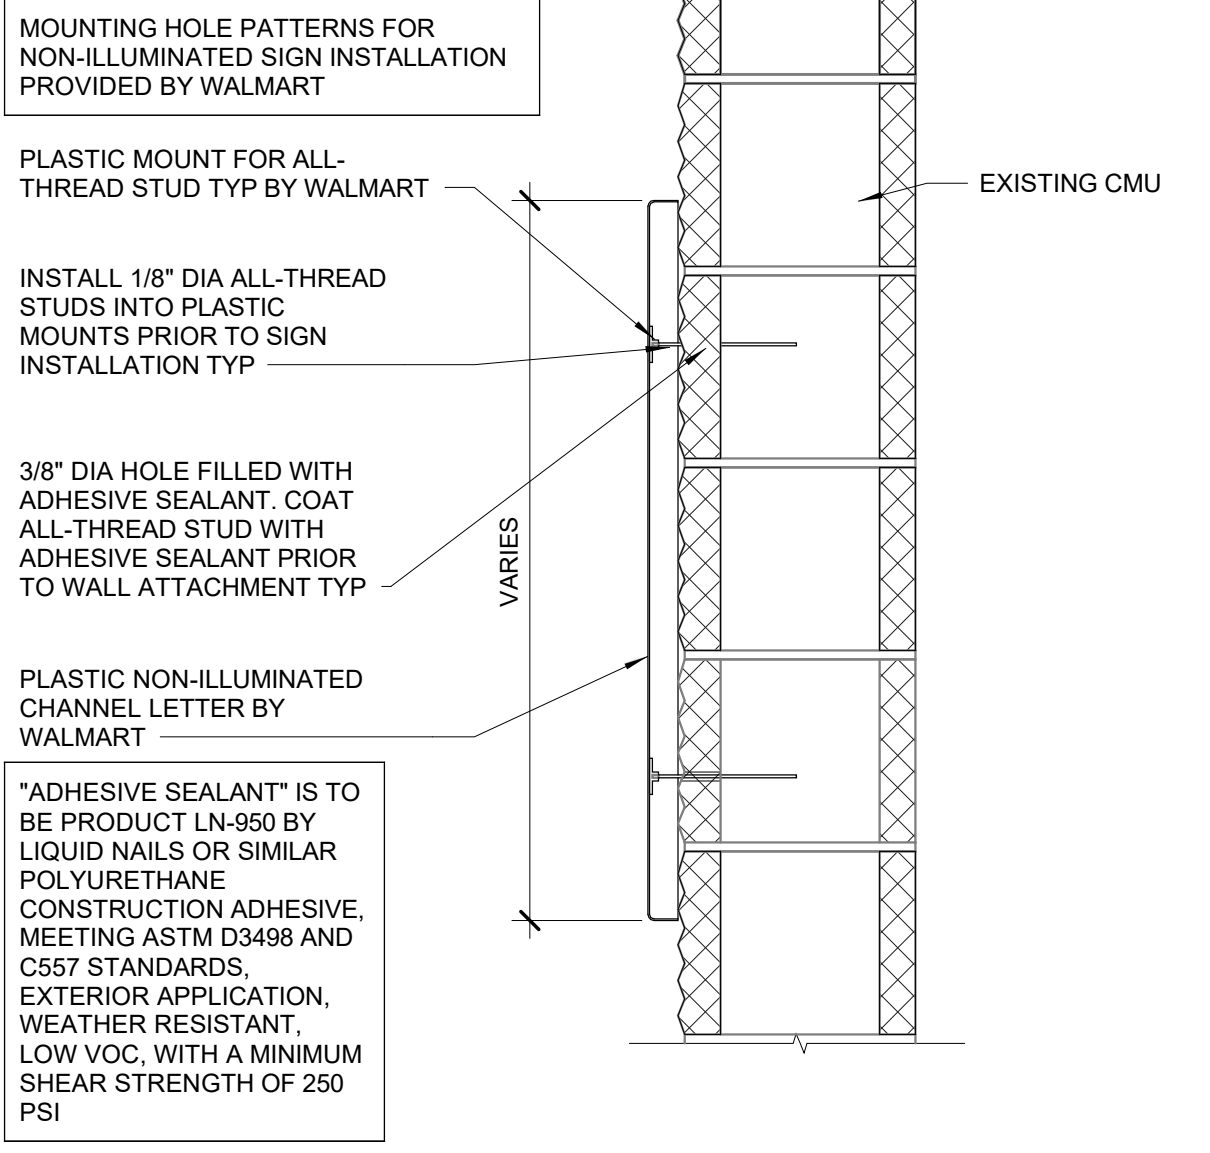 MOUNTING HOLE PATTERNS FOR
NON-ILLUMINATED SIGN INSTALLATION
PROVIDED BY WALMART
PLASTIC MOUNT FOR ALL-
THREAD STUD TYP BY WALMART
EXISTING CMU
INSTALL 1/8" DIA ALL-THREAD
STUDS INTO PLASTIC
MOUNTS PRIOR TO SIGN
INSTALLATION TYP
3/8" DIA HOLE FILLED WITH
ADHESIVE SEALANT. COAT
ALL-THREAD STUD WITH
ADHESIVE SEALANT PRIOR
TO WALL ATTACHMENT TYP
VARIES
PLASTIC NON-ILLUMINATED
CHANNEL LETTER BY
WALMART
"ADHESIVE SEALANT" IS TO
BE PRODUCT LN-950 BY
LIQUID NAILS OR SIMILAR
POLYURETHANE
CONSTRUCTION ADHESIVE,
MEETING ASTM D3498 AND
C557 STANDARDS,
EXTERIOR APPLICATION,
WEATHER RESISTANT,
LOW VOC, WITH A MINIMUM
SHEAR STRENGTH OF 250
PSI